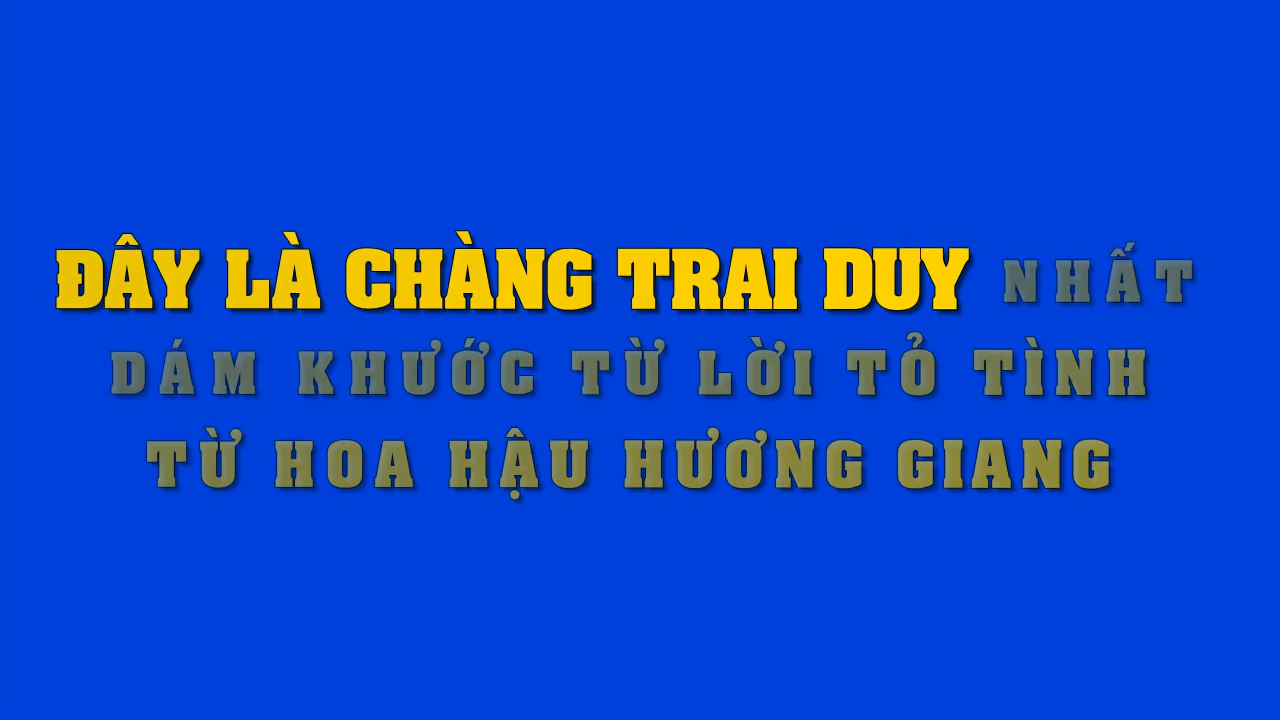 ĐÂY LÀ CHÀNG TRAI DUY NHẤT
DÁM KHƯỚC TỪ LỜI TỎ TÌNH
TỪ HOA HẬU HƯƠNG GIANG